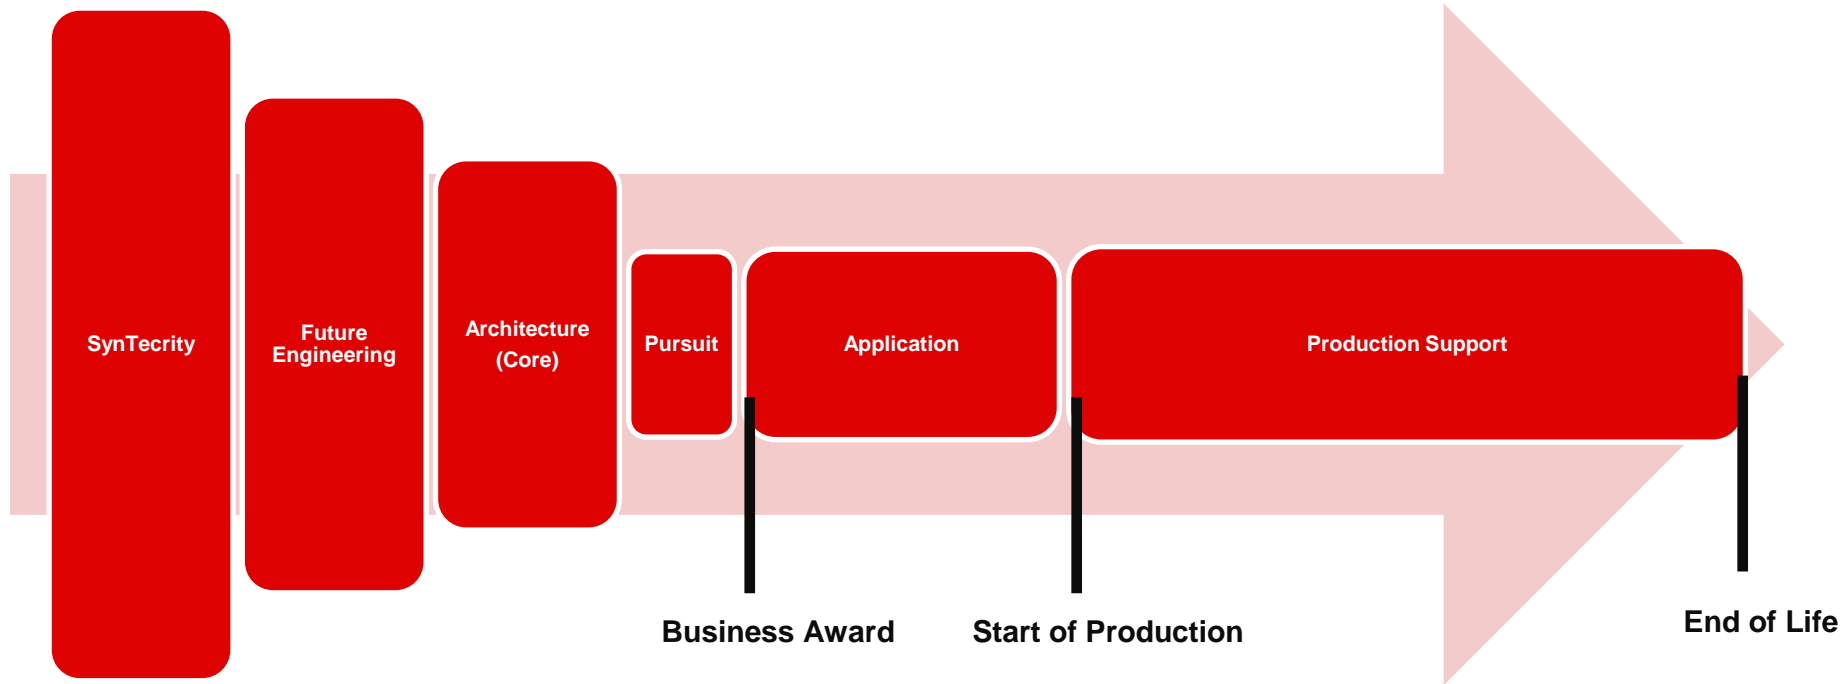 SynTecrity
Future
Engineering
Architecture
(Core)
Pursuit
Application
Production Support
Business Award
Start of Production
End of Life